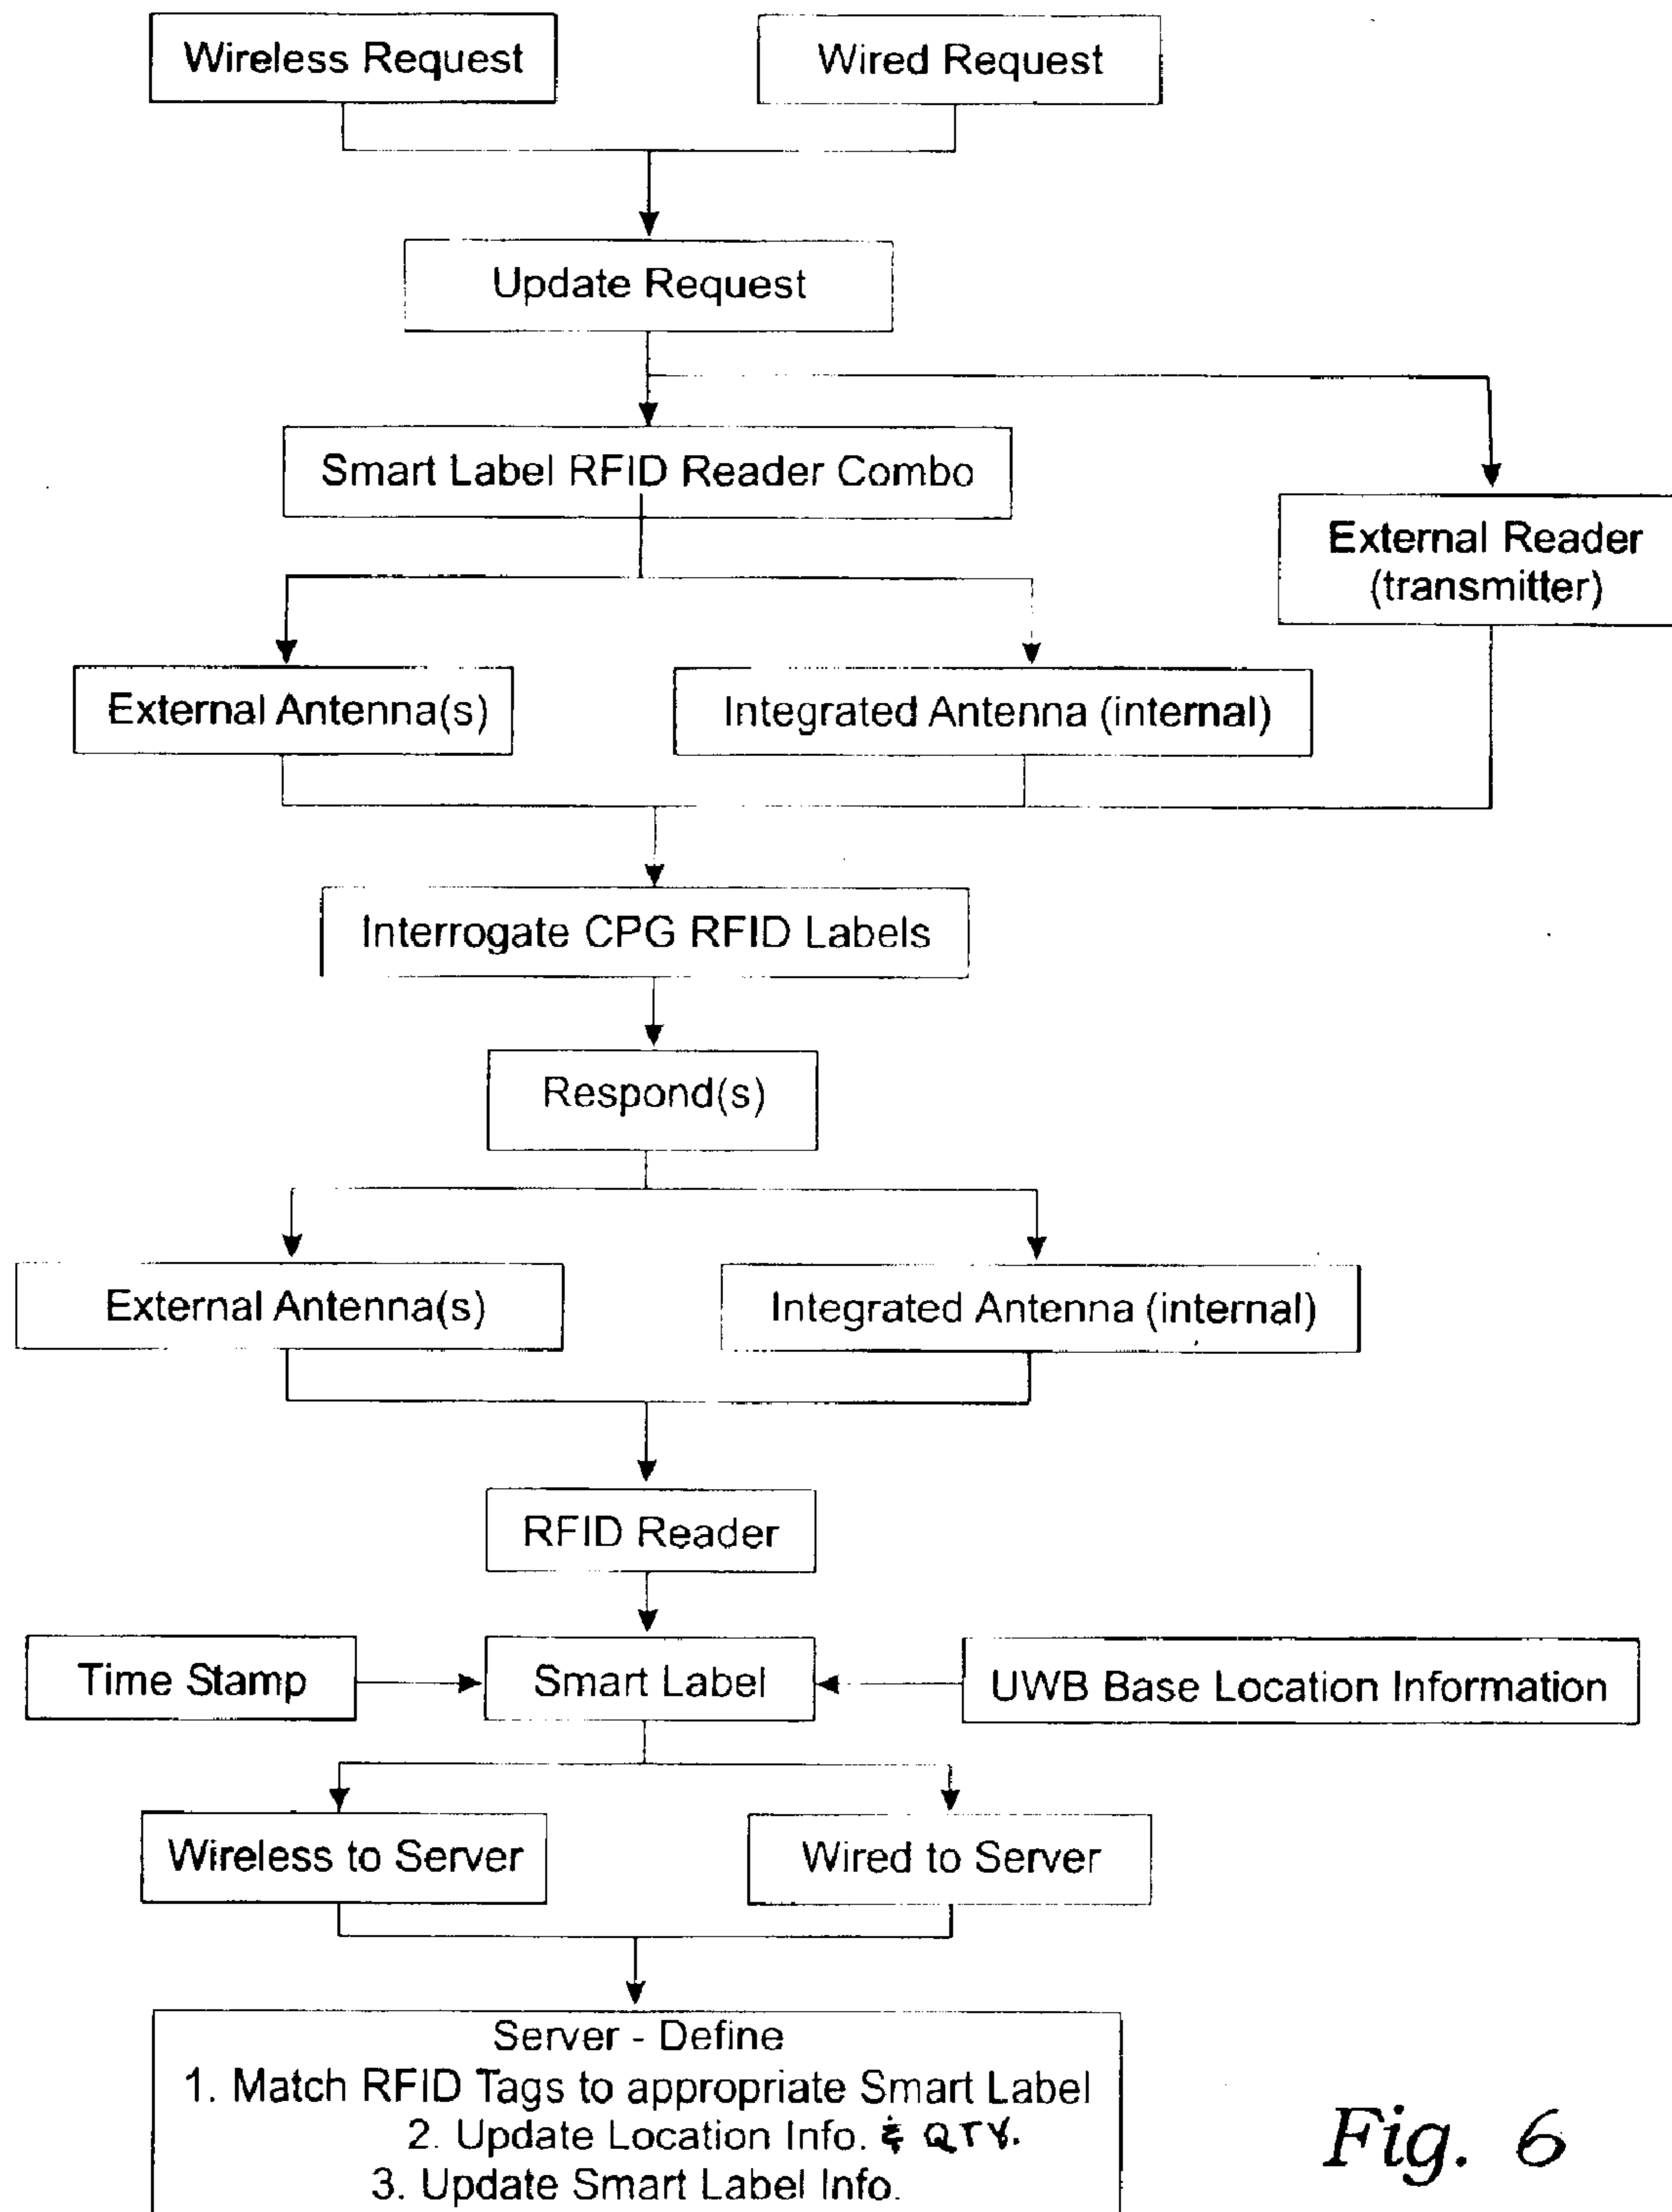 Wireless Request
Wired Request
Update Request
Smart Label RFID Reader Combo
External Reader
(transmitter)
External Antenna(s)
Integrated Antenna (internal)
Interrogate CPG RFID Labels
Respond(s)
External Antenna(s)
Integrated Antenna (internal)
RFID Reader
Time Stamp
Smart Label
UWB Base Location Information
Wireless to Server
Wired to Server
Server - Define
1. Match RFID Tags to appropriate Smart Label
2. Update Location Info. & QTY.
3. Update Smart Label Info.
Fig. 6